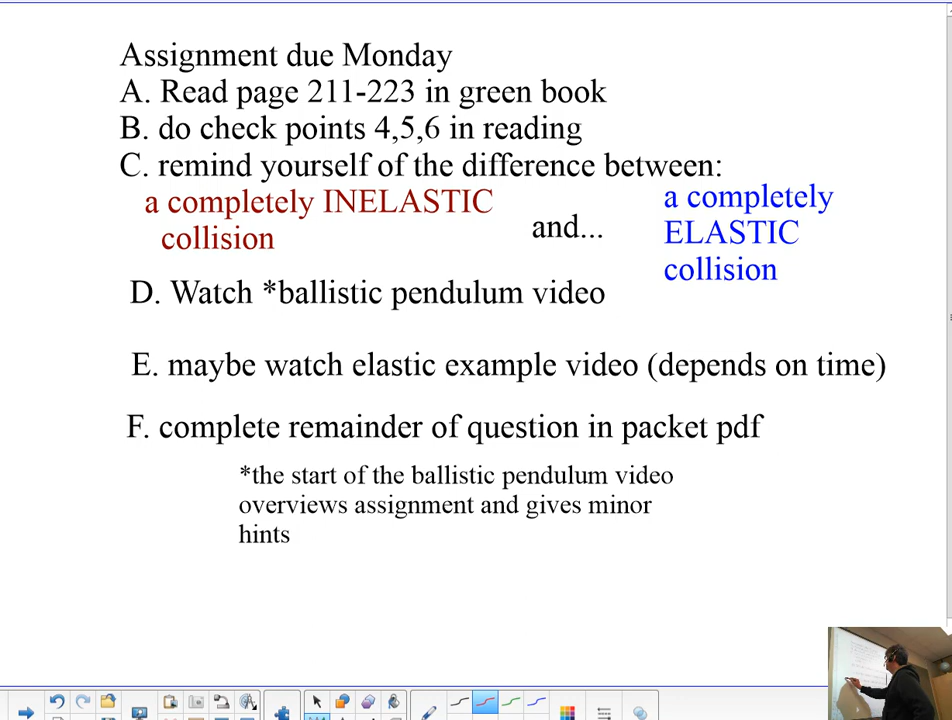 Assignment due Monday
A. Read page 211-223 in green book
B. do check points 4,5,6 in reading
C. remind yourself of the difference between:
a completely INELASTIC
collision
and...
a completely
ELASTIC
collision
D. Watch *ballistic pendulum video
E. maybe watch elastic example video (depends on time)
F. complete remainder of question in packet pdf
*the start of the ballistic pendulum video
overviews assignment and gives minor
hints